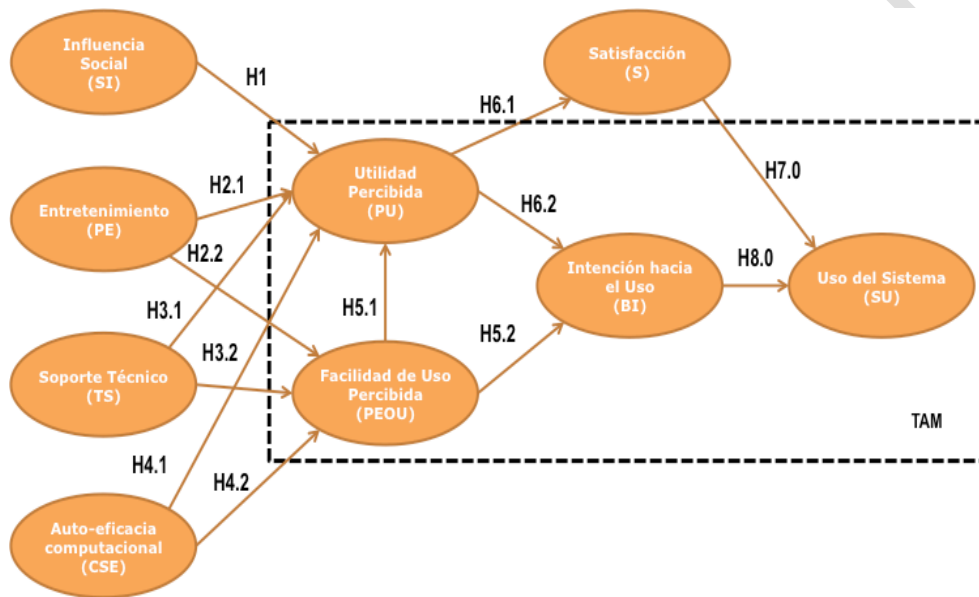 Influencia
Social
(SI)
Satisfacción
(S)
H1
H6.1
Utilidad
Percibida
(PU)
H7.0
Entretenimiento
(PE)
H2.1
H2.2
H6.2
Intención hacia
el Uso
(BI)
H8.0
Uso del Sistema
(SU)
H3.1
H5.1
H5.2
H3.2
Soporte Técnico
(TS)
Facilidad de Uso
Percibida
(PEOU)
TAM
H4.1
H4.2
Auto-eficacia
computacional
(CSE)